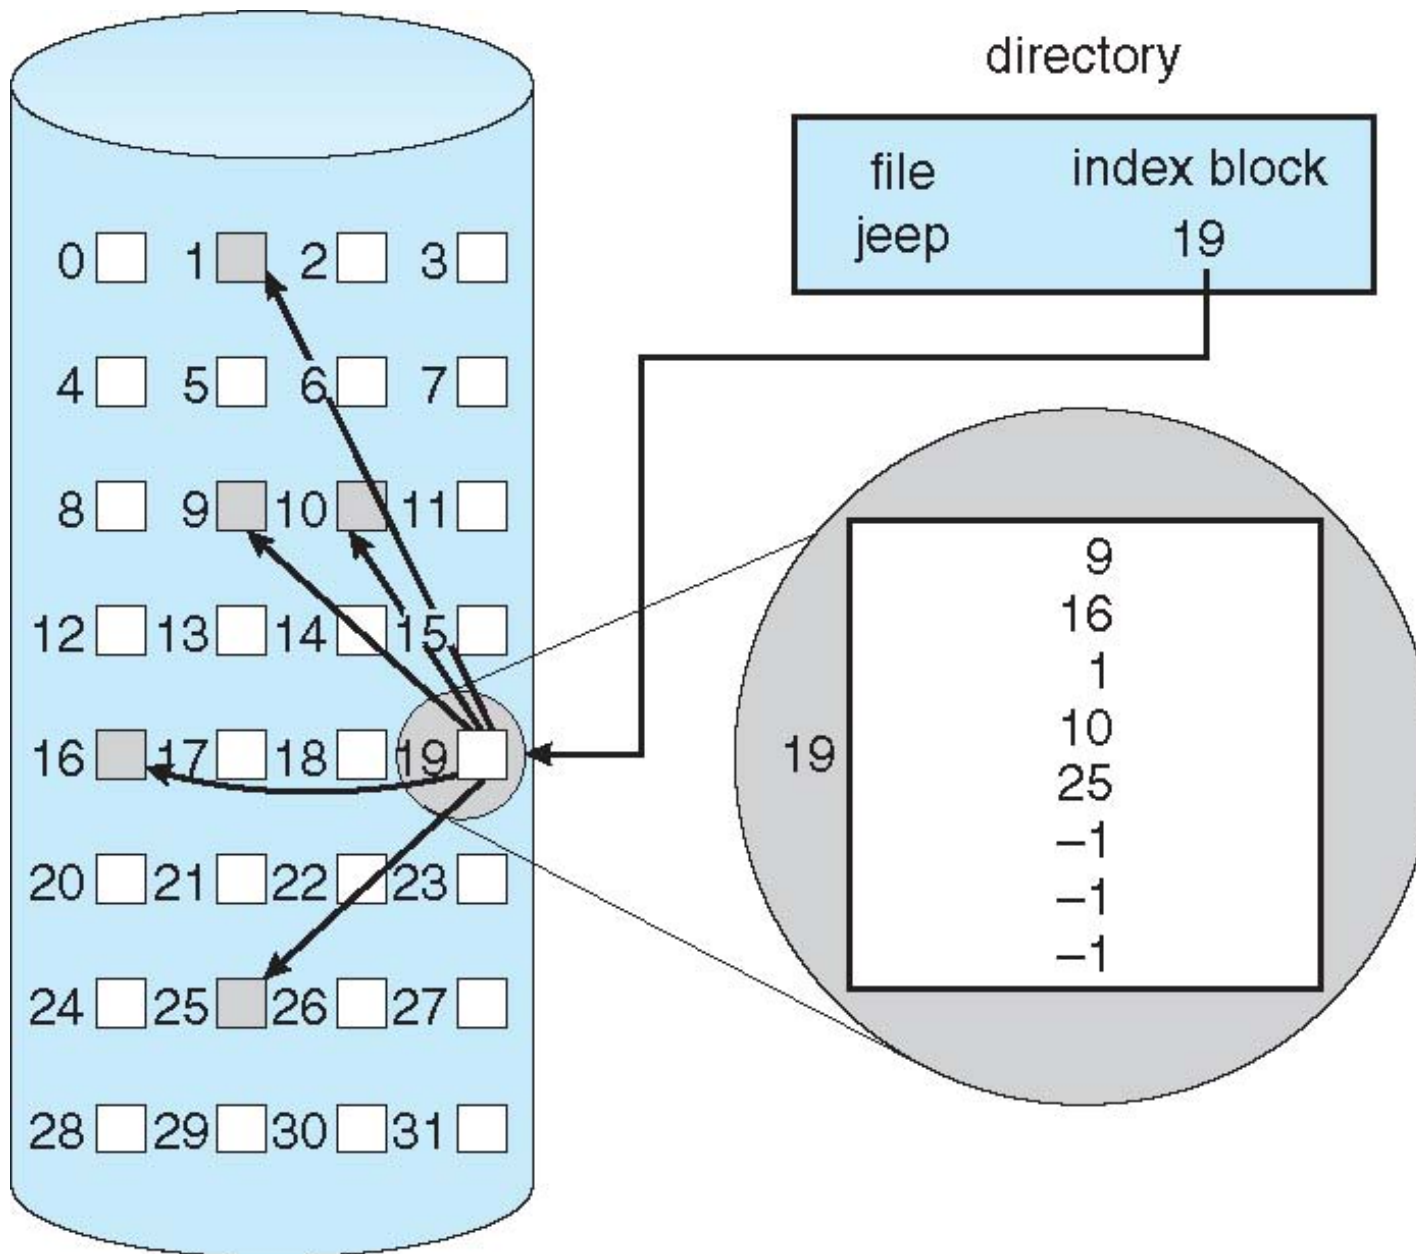 directory
file index block
jeep 19
0 1 2 3
4 5 6 7
8 9 10 11
12 13 14 15
16 17 18 19
20 21 22 23
24 25 26 27
28 29 30 31
19
9
16
1
10
25
–1
–1
–1